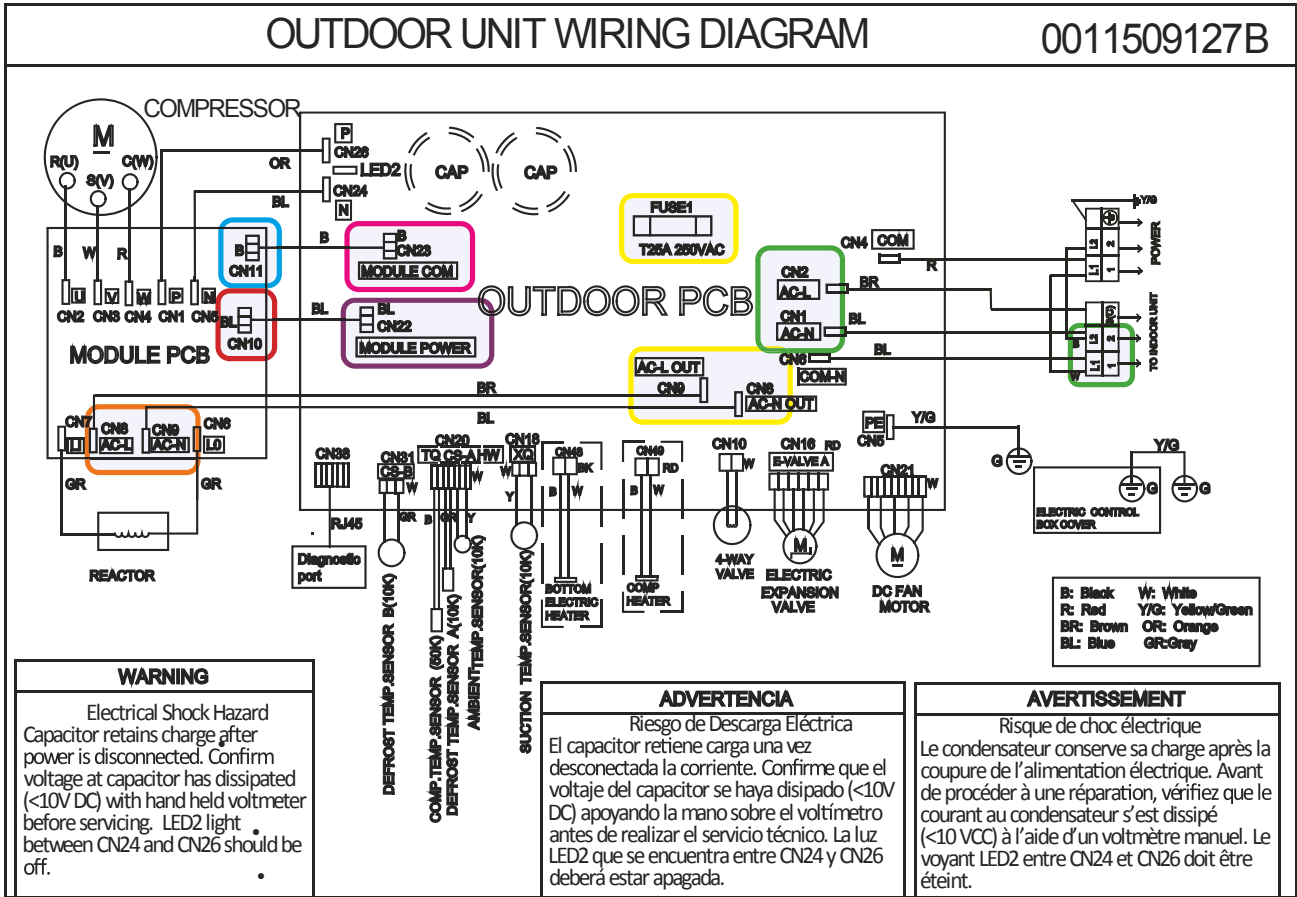 OUTDOOR UNIT WIRING DIAGRAM
0011509127B
COMPRESSOR
M
R(U)
C(W)
S(V)
P
CN26
OR
LED2
CAP
CAP
CN24
BL
N
FUSE1
T25A 250VAC
Y/G
POWER
L2
2
L1
1
B
W
R
B
CN11
B
B
CN23
MODULE COM
CN4
COM
R
CN2
AC-L
BR
OUTDOOR PCB
CN1
AC-N
BL
TO INDOOR UNIT
L2
2
B
L1
1
W
U
V
W
P
N
CN2
CN3
CN4
CN1
CN5
BL
CN10
BL
BL
CN22
MODULE POWER
MODULE PCB
CN6
BL
COM-N
AC-L OUT
CN9
BR
CN8
AC-N OUT
BL
CN7
LI
CN8
AC-L
CN9
AC-N
CN6
LO
GR
GR
REACTOR
CN38
RJ45
Diagnostic
port
CN31
CS-B
W
GR
CN20
TQ CS-A HW
W
B
GR
Y
CN18
XQ
W
Y
CN48
BK
B
W
CN49
RD
B
W
CN10
W
CN16
RD
E-VALVE A
PE
CN5
Y/G
G
CN21
W
Y/G
G
G
ELECTRIC CONTROL
BOX COVER
DEFROST TEMP.SENSOR B(10K)
COMP.TEMP.SENSOR (50K)
DEFROST TEMP.SENSOR A(10K)
AMBIENT TEMP.SENSOR(10K)
SUCTION TEMP.SENSOR(10K)
BOTTOM
ELECTRIC
HEATER
COMP
HEATER
4-WAY
VALVE
M
ELECTRIC
EXPANSION
VALVE
M
DC FAN
MOTOR
B: Black W: White
R: Red Y/G: Yellow/Green
BR: Brown OR: Orange
BL: Blue GR:Gray
WARNING
Electrical Shock Hazard
Capacitor retains charge after
power is disconnected. Confirm
voltage at capacitor has dissipated
(<10V DC) with hand held voltmeter
before servicing. LED2 light
between CN24 and CN26 should be
off.
ADVERTENCIA
Riesgo de Descarga Eléctrica
El capacitor retiene carga una vez
desconectada la corriente. Confirme que el
voltaje del capacitor se haya disipado (<10V
DC) apoyando la mano sobre el voltímetro
antes de realizar el servicio técnico. La luz
LED2 que se encuentra entre CN24 y CN26
deberá estar apagada.
AVERTISSEMENT
Risque de choc électrique
Le condensateur conserve sa charge après la
coupure de l’alimentation électrique. Avant
de procéder à une réparation, vérifiez que le
courant au condensateur s’est dissipé
(<10 VCC) à l’aide d’un voltmètre manuel. Le
voyant LED2 entre CN24 et CN26 doit être
éteint.